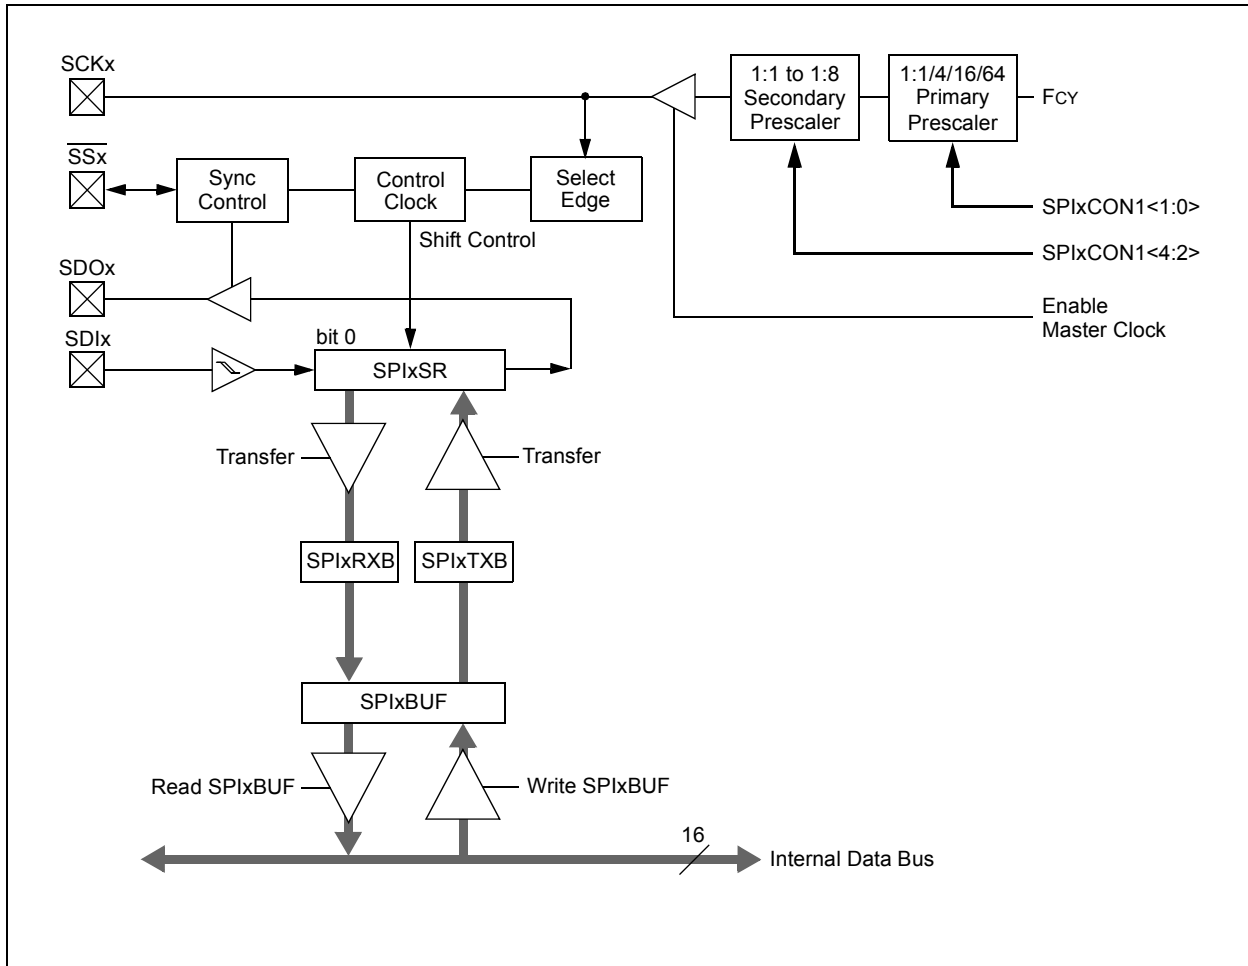 SCKx
1:1 to 1:8
Secondary
Prescaler
1:1/4/16/64
Primary
Prescaler
FCY
SSx
Sync
Control
Control
Clock
Select
Edge
SPIxCON1<1:0>
Shift Control
SPIxCON1<4:2>
SDOx
Enable
Master Clock
SDIx
bit 0
SPIxSR
Transfer
Transfer
SPIxRXB
SPIxTXB
SPIxBUF
Read SPIxBUF
Write SPIxBUF
16
Internal Data Bus